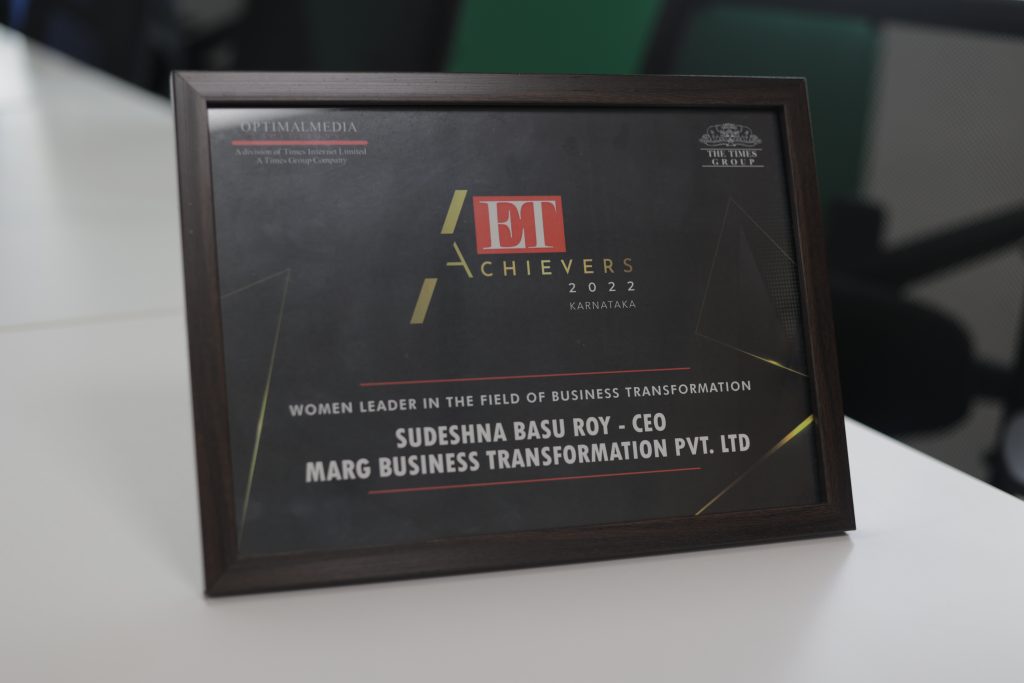 OPTIMALMEDIA
A division of Times Internet Limited
A Times Group Company
THE TIMES
GROUP
ET
ACHIEVERS
2022
KARNATAKA
WOMEN LEADER IN THE FIELD OF BUSINESS TRANSFORMATION
SUDESHNA BASU ROY - CEO
MARG BUSINESS TRANSFORMATION PVT. LTD